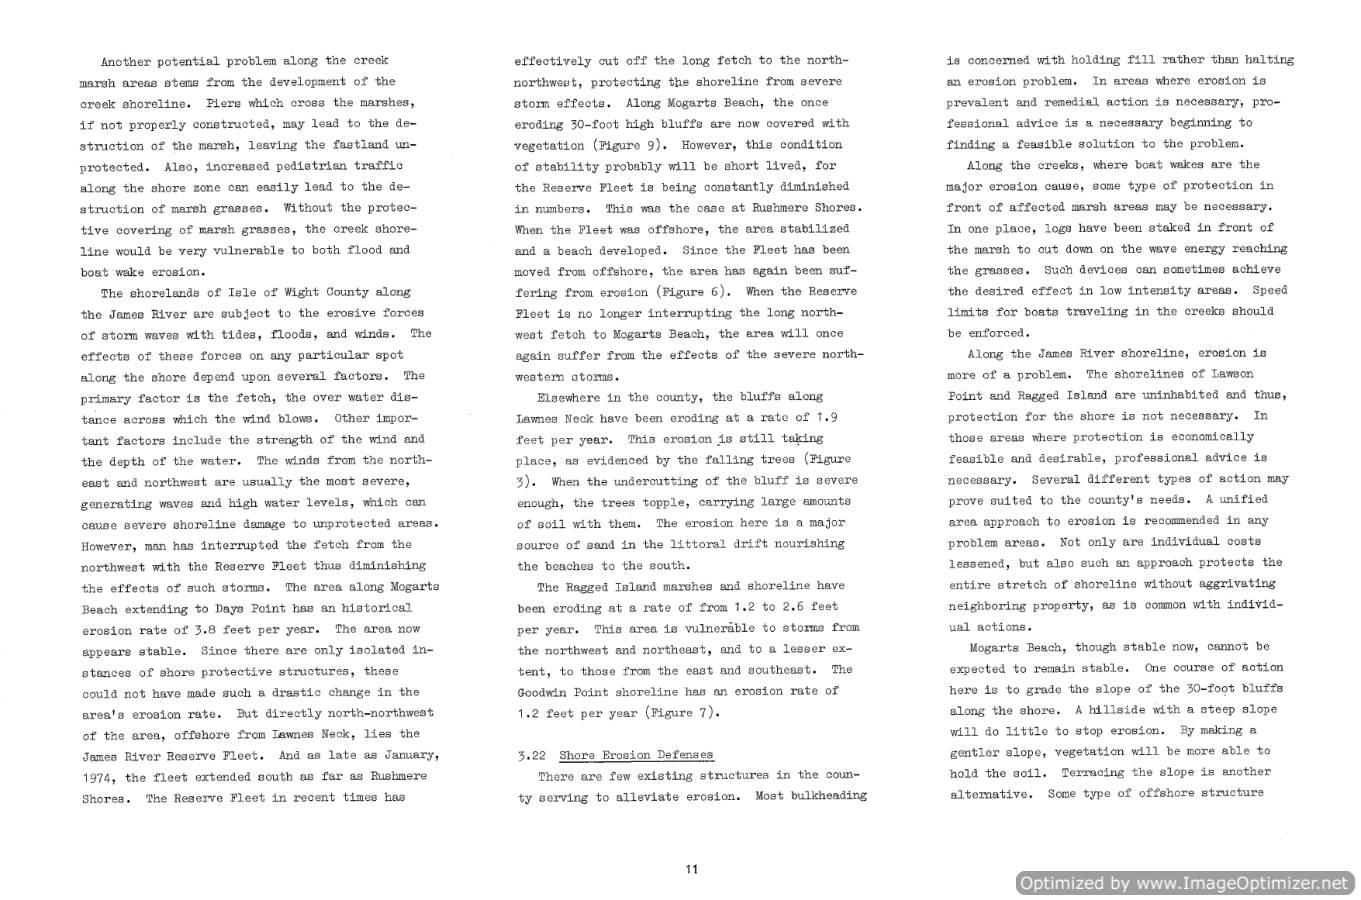 Another potential problem along the creek
marsh areas stems from the development of the
creek shoreline. Piers which cross the marshes,
if not properly constructed, may lead to the de-
struction of the marsh, leaving the fastland un-
protected. Also, increased pedistrian traffic
along the shore zone can easily lead to the de-
struction of marsh grasses. Without the protec-
tive covering of marsh grasses, the creek shore-
line would be very vulnerable to both flood and
boat wake erosion.
The shorelands of Isle of Wight County along
the James River are subject to the erosive forces
of storm waves with tides, floods, and winds. The
effects of these forces on any particular spot
along the shore depend upon several factors. The
primary factor is the fetch, the over water dis-
tance across which the wind blows. Other impor-
tant factors include the strength of the wind and
the depth of the water. The winds from the north-
east and northwest are usually the most severe,
generating waves and high water levels, which can
cause severe shoreline damage to unprotected areas.
However, man has interrupted the fetch from the
northwest with the Reserve Fleet thus diminishing
the effects of such storms. The area along Mogarts
Beach extending to Days Point has an historical
erosion rate of 3.8 feet per year. The area now
appears stable. Since there are only isolated in-
stances of shore protective structures, these
could not have made such a drastic change in the
area's erosion rate. But directly north-northwest
of the area, offshore from Lawnes Neck, lies the
James River Reserve Fleet. And as late as January,
1974, the fleet extended south as far as Rushmere
Shores. The Reserve Fleet in recent times has
effectively cut off the long fetch to the north-
northwest, protecting the shoreline from severe
storm effects. Along Mogarts Beach, the once
eroding 30-foot high bluffs are now covered with
vegetation (Figure 9). However, this condition
of stability probably will be short lived, for
the Reserve Fleet is being constantly diminished
in numbers. This was the case at Rushmere Shores.
When the Fleet was offshore, the area stabilized
and a beach developed. Since the Fleet has been
moved from offshore, the area has again been suf-
fering from erosion (Figure 6). When the Reserve
Fleet is no longer interrupting the long north-
west fetch to Mogarts Beach, the area will once
again suffer from the effects of the severe north-
western storms.
Elsewhere in the county, the bluffs along
Lawnes Neck have been eroding at a rate of 1.9
feet per year. This erosion is still taking
place, as evidenced by the falling trees (Figure
3). When the undercutting of the bluff is severe
enough, the trees topple, carrying large amounts
of soil with them. The erosion here is a major
source of sand in the littoral drift nourishing
the beaches to the south.
The Ragged Island marshes and shoreline have
been eroding at a rate of from 1.2 to 2.6 feet
per year. This area is vulnerable to storms from
the northwest and northeast, and to a lesser ex-
tent, to those from the east and southeast. The
Goodwin Point shoreline has an erosion rate of
1.2 feet per year (Figure 7).
3.22 Shore Erosion Defenses
There are few existing structures in the coun-
ty serving to alleviate erosion. Most bulkheading
is concerned with holding fill rather than halting
an erosion problem. In areas where erosion is
prevalent and remedial action is necessary, pro-
fessional advice is a necessary beginning to
finding a feasible solution to the problem.
Along the creeks, where boat wakes are the
major erosion cause, some type of protection in
front of affected marsh areas may be necessary.
In one place, logs have been staked in front of
the marsh to cut down on the wave energy reaching
the grasses. Such devices can sometimes achieve
the desired effect in low intensity areas. Speed
limits for boats traveling in the creeks should
be enforced.
Along the James River shoreline, erosion is
more of a problem. The shorelines of Lawson
Point and Ragged Island are uninhabited and thus,
protection for the shore is not necessary. In
those areas where protection is economically
feasible and desirable, professional advice is
necessary. Several different types of action may
prove suited to the county's needs. A unified
area approach to erosion is recommended in any
problem areas. Not only are individual costs
lessened, but also such an approach protects the
entire stretch of shoreline without aggrivating
neighboring property, as is common with individ-
ual actions.
Mogarts Beach, though stable now, cannot be
expected to remain stable. One course of action
here is to grade the slope of the 30-foot bluffs
along the shore. A hillside with a steep slope
will do little to stop erosion. By making a
gentler slope, vegetation will be more able to
hold the soil. Terracing the slope is another
alternative. Some type of offshore structure
11
Optimized by www.ImageOptimizer.net